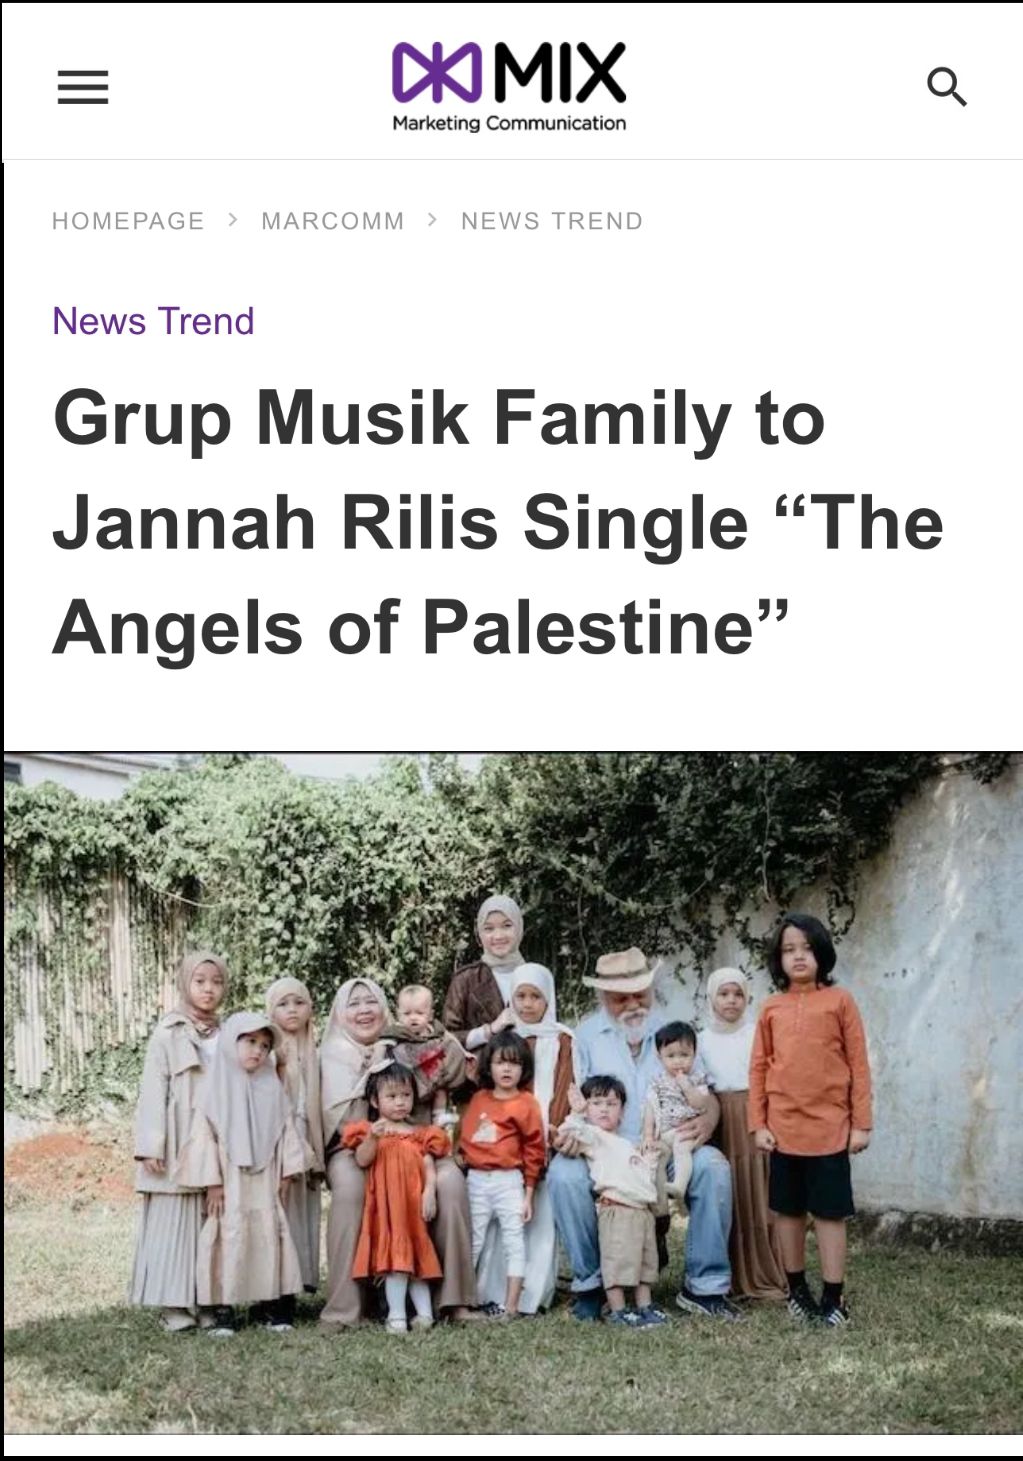 MIX
Marketing Communication
HOMEPAGE > MARCOMM > NEWS TREND
News Trend
Grup Musik Family to
Jannah Rilis Single “The
Angels of Palestine”